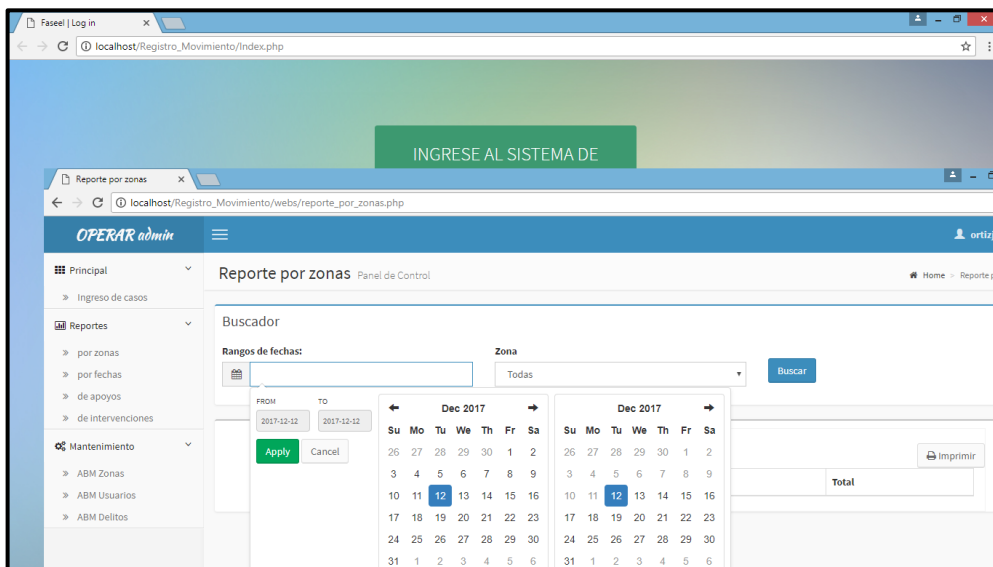 Faseel | Log in
localhost/Registro_Movimiento/Index.php
INGRESE AL SISTEMA DE
Reporte por zonas
localhost/Registro_Movimiento/webs/reporte_por_zonas.php
OPERAR admin
ortiz
Principal
Ingreso de casos
Reportes
por zonas
por fechas
de apoyos
de intervenciones
Mantenimiento
ABM Zonas
ABM Usuarios
ABM Delitos
Reporte por zonas Panel de Control
Home > Reporte
Buscador
Rangos de fechas:
Zona
Todas
Buscar
FROM TO
2017-12-12 2017-12-12
Apply Cancel
Dec 2017
Su Mo Tu We Th Fr Sa
26 27 28 29 30 1 2
3 4 5 6 7 8 9
10 11 12 13 14 15 16
17 18 19 20 21 22 23
24 25 26 27 28 29 30
31 1 2 3 4 5 6
Dec 2017
Su Mo Tu We Th Fr Sa
26 27 28 29 30 1 2
3 4 5 6 7 8 9
10 11 12 13 14 15 16
17 18 19 20 21 22 23
24 25 26 27 28 29 30
31 1 2 3 4 5 6
Imprimir
Total